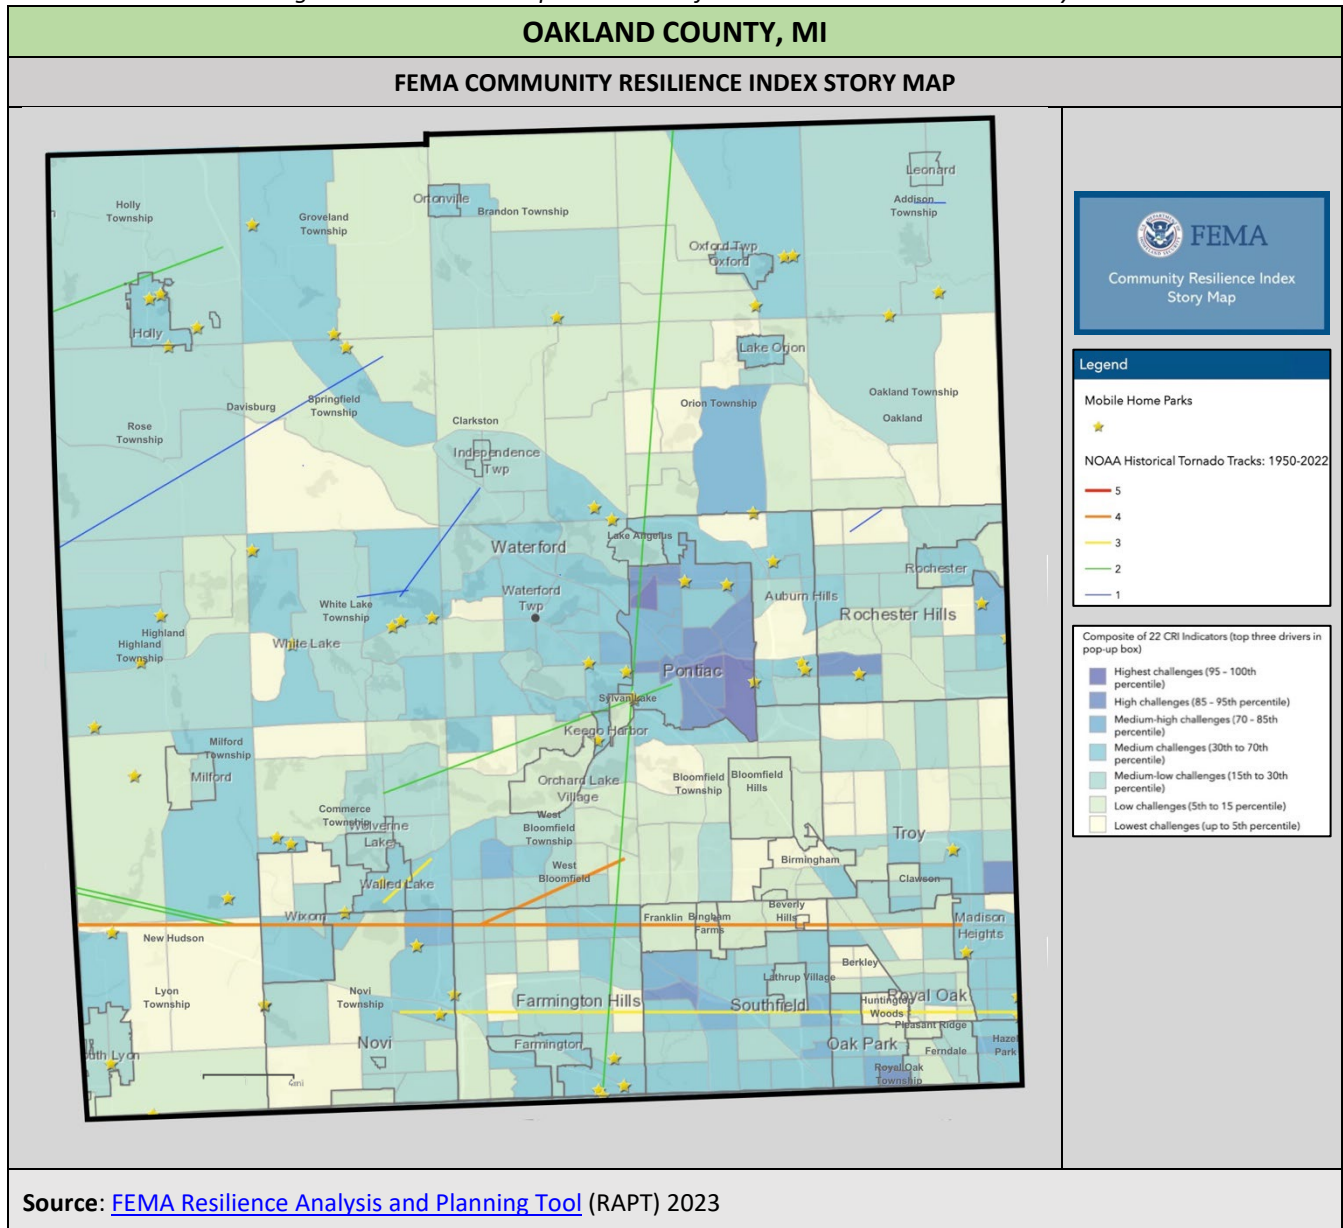 OAKLAND COUNTY, MI
FEMA COMMUNITY RESILIENCE INDEX STORY MAP
Leonard
Holly
Township
Groveland
Township
Ortonville
Brandon Township
Addison
Township
Oxford Twp
Oxford
Holly
Lake Orion
Davisburg
Springfield
Township
Orion Township
Oakland Township
Oakland
Rose
Township
Clarkston
Independence
Twp
Waterford
Lake Angelus
Rochester
Waterford
Twp
Auburn Hills
White Lake
Township
Rochester Hills
Highland
Highland
Township
White Lake
Pontiac
Sylvan Lake
Keego Harbor
Milford
Township
Milford
Orchard Lake
Village
Bloomfield
Township
Bloomfield
Hills
Commerce
Township
Wolverine
Lake
West
Bloomfield
Township
Troy
West
Bloomfield
Birmingham
Walled Lake
Clawson
Wixom
Franklin
Bingham
Farms
Beverly
Hills
Madison
Heights
New Hudson
Berkley
Lathrup Village
Lyon
Township
Novi
Township
Farmington Hills
Southfield
Huntington
Woods
Royal Oak
Pleasant Ridge
Novi
Farmington
Oak Park
Ferndale
Hazel
Park
uth Lyon
Royal Oak
Township
4mi
FEMA
Community Resilience Index
Story Map
Legend
Mobile Home Parks
NOAA Historical Tornado Tracks: 1950-2022
5
4
3
2
1
Composite of 22 CRI Indicators (top three drivers in
pop-up box)
Highest challenges (95 - 100th
percentile)
High challenges (85 - 95th percentile)
Medium-high challenges (70 - 85th
percentile)
Medium challenges (30th to 70th
percentile)
Medium-low challenges (15th to 30th
percentile)
Low challenges (5th to 15 percentile)
Lowest challenges (up to 5th percentile)
Source: FEMA Resilience Analysis and Planning Tool (RAPT) 2023